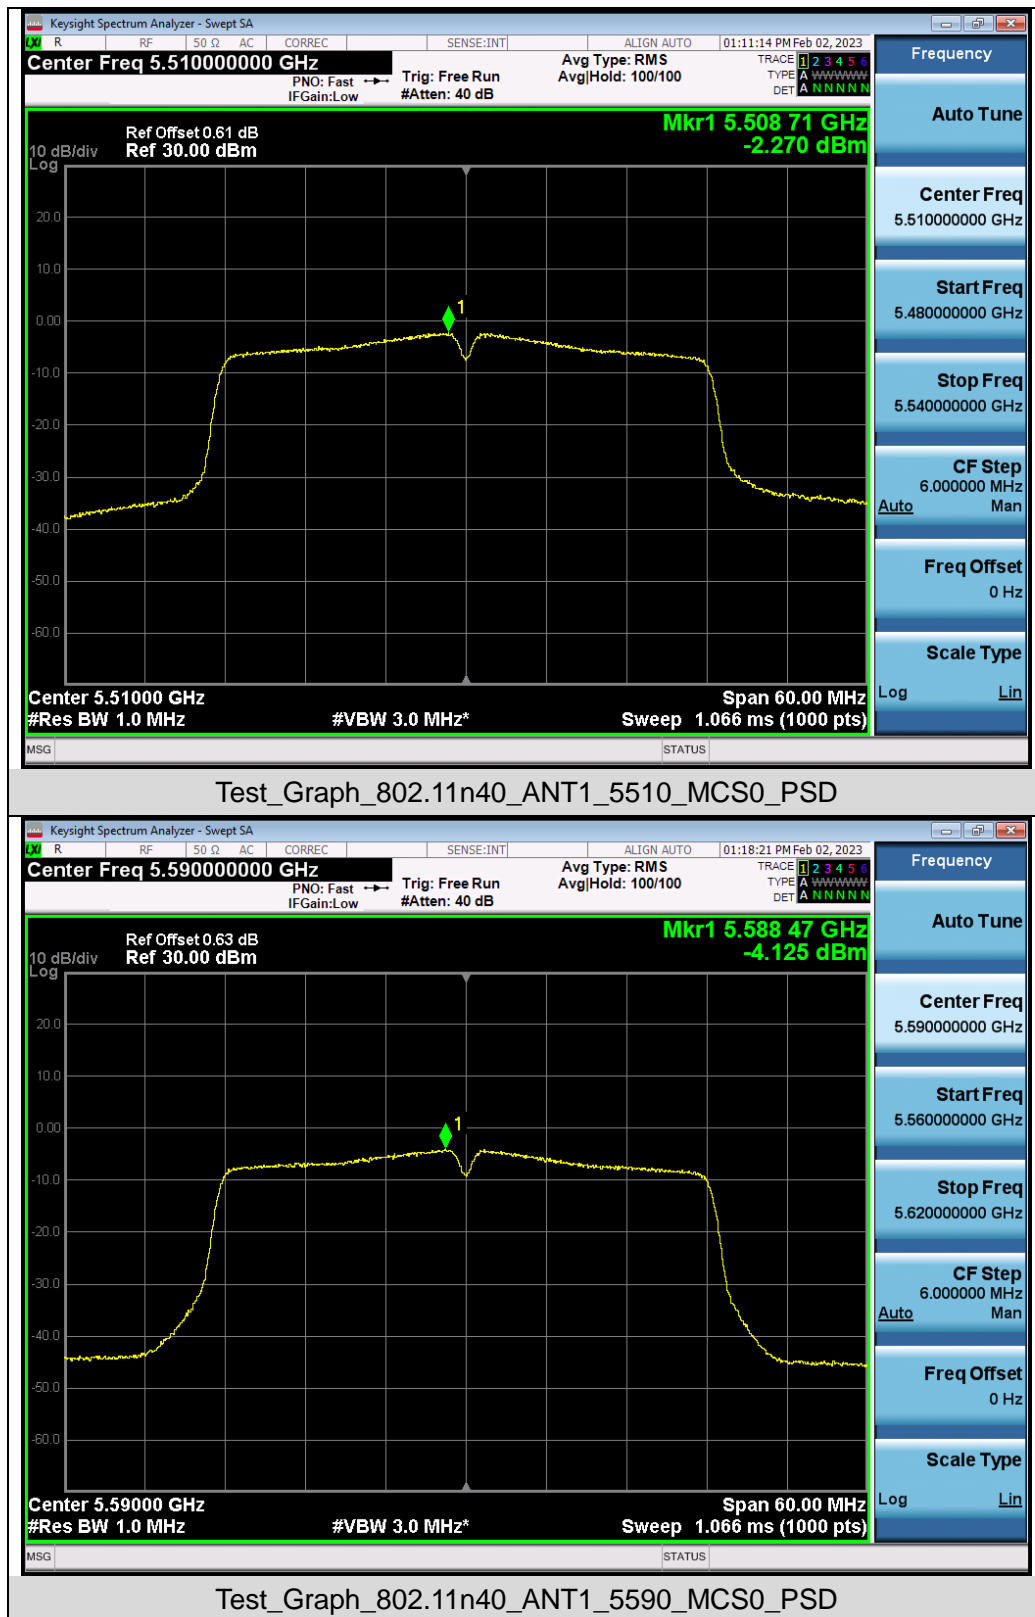 Keysight Spectrum Analyzer - Swept SA
LXI R RF 50 Ω AC CORREC SENSE:INT ALIGN AUTO 01:11:14 PM Feb 02, 2023
Center Freq 5.510000000 GHz
PNO: Fast
IFGain:Low
Trig: Free Run
#Atten: 40 dB
Avg Type: RMS
Avg|Hold: 100/100
TRACE 1 2 3 4 5 6
TYPE A WWWWW
DET A N N N N N
Frequency
Auto Tune
Center Freq
5.510000000 GHz
Start Freq
5.480000000 GHz
Stop Freq
5.540000000 GHz
CF Step
6.000000 MHz
Auto Man
Freq Offset
0 Hz
Scale Type
Log Lin
Mkr1 5.508 71 GHz
-2.270 dBm
Ref Offset 0.61 dB
10 dB/div Ref 30.00 dBm
Log
20.0
10.0
0.00
-10.0
-20.0
-30.0
-40.0
-50.0
-60.0
1
Center 5.51000 GHz Span 60.00 MHz
#Res BW 1.0 MHz #VBW 3.0 MHz* Sweep 1.066 ms (1000 pts)
MSG STATUS
Test_Graph_802.11n40_ANT1_5510_MCS0_PSD
Keysight Spectrum Analyzer - Swept SA
LXI R RF 50 Ω AC CORREC SENSE:INT ALIGN AUTO 01:18:21 PM Feb 02, 2023
Center Freq 5.590000000 GHz
PNO: Fast
IFGain:Low
Trig: Free Run
#Atten: 40 dB
Avg Type: RMS
Avg|Hold: 100/100
TRACE 1 2 3 4 5 6
TYPE A WWWWW
DET A N N N N N
Frequency
Auto Tune
Center Freq
5.590000000 GHz
Start Freq
5.560000000 GHz
Stop Freq
5.620000000 GHz
CF Step
6.000000 MHz
Auto Man
Freq Offset
0 Hz
Scale Type
Log Lin
Mkr1 5.588 47 GHz
-4.125 dBm
Ref Offset 0.63 dB
10 dB/div Ref 30.00 dBm
Log
20.0
10.0
0.00
-10.0
-20.0
-30.0
-40.0
-50.0
-60.0
1
Center 5.59000 GHz Span 60.00 MHz
#Res BW 1.0 MHz #VBW 3.0 MHz* Sweep 1.066 ms (1000 pts)
MSG STATUS
Test_Graph_802.11n40_ANT1_5590_MCS0_PSD